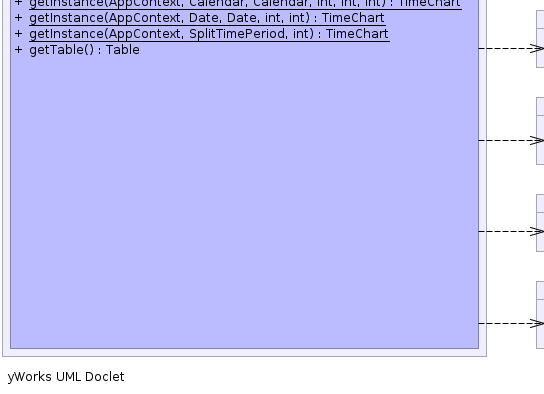 + getInstance(AppContext, Calendar, Calendar, int, int, int) : TimeChart
+ getInstance(AppContext, Date, Date, int, int) : TimeChart
+ getInstance(AppContext, SplitTimePeriod, int) : TimeChart
+ getTable() : Table
yWorks UML Doclet